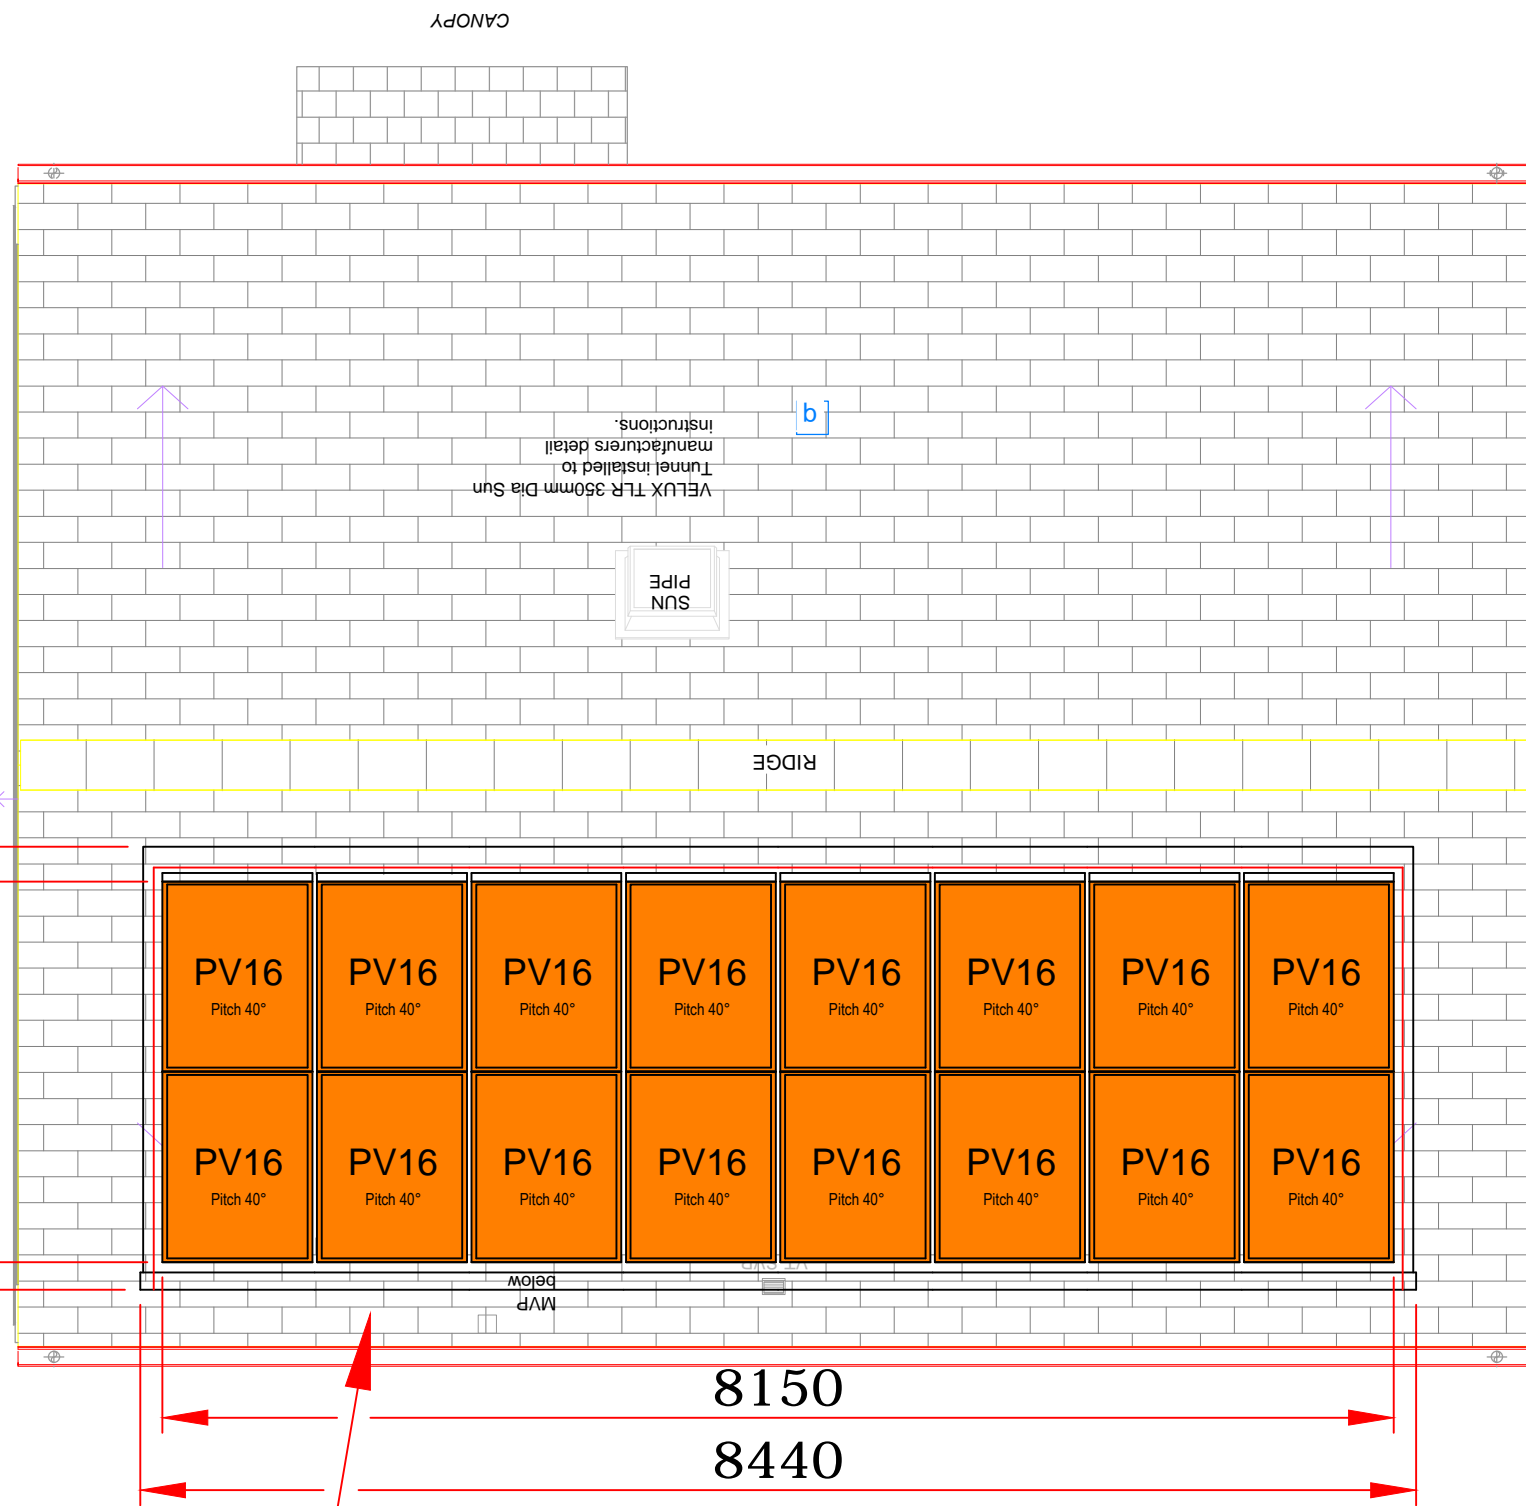 CANOPY
b
VELUX TLR 350mm Dia Sun
Tunnel installed to
manufacturers detail
instructions.
SUN
PIPE
RIDGE
PV16 PV16 PV16 PV16 PV16 PV16 PV16 PV16
Pitch 40° Pitch 40° Pitch 40° Pitch 40° Pitch 40° Pitch 40° Pitch 40° Pitch 40°
PV16 PV16 PV16 PV16 PV16 PV16 PV16 PV16
Pitch 40° Pitch 40° Pitch 40° Pitch 40° Pitch 40° Pitch 40° Pitch 40° Pitch 40°
MVP
below
8150
8440